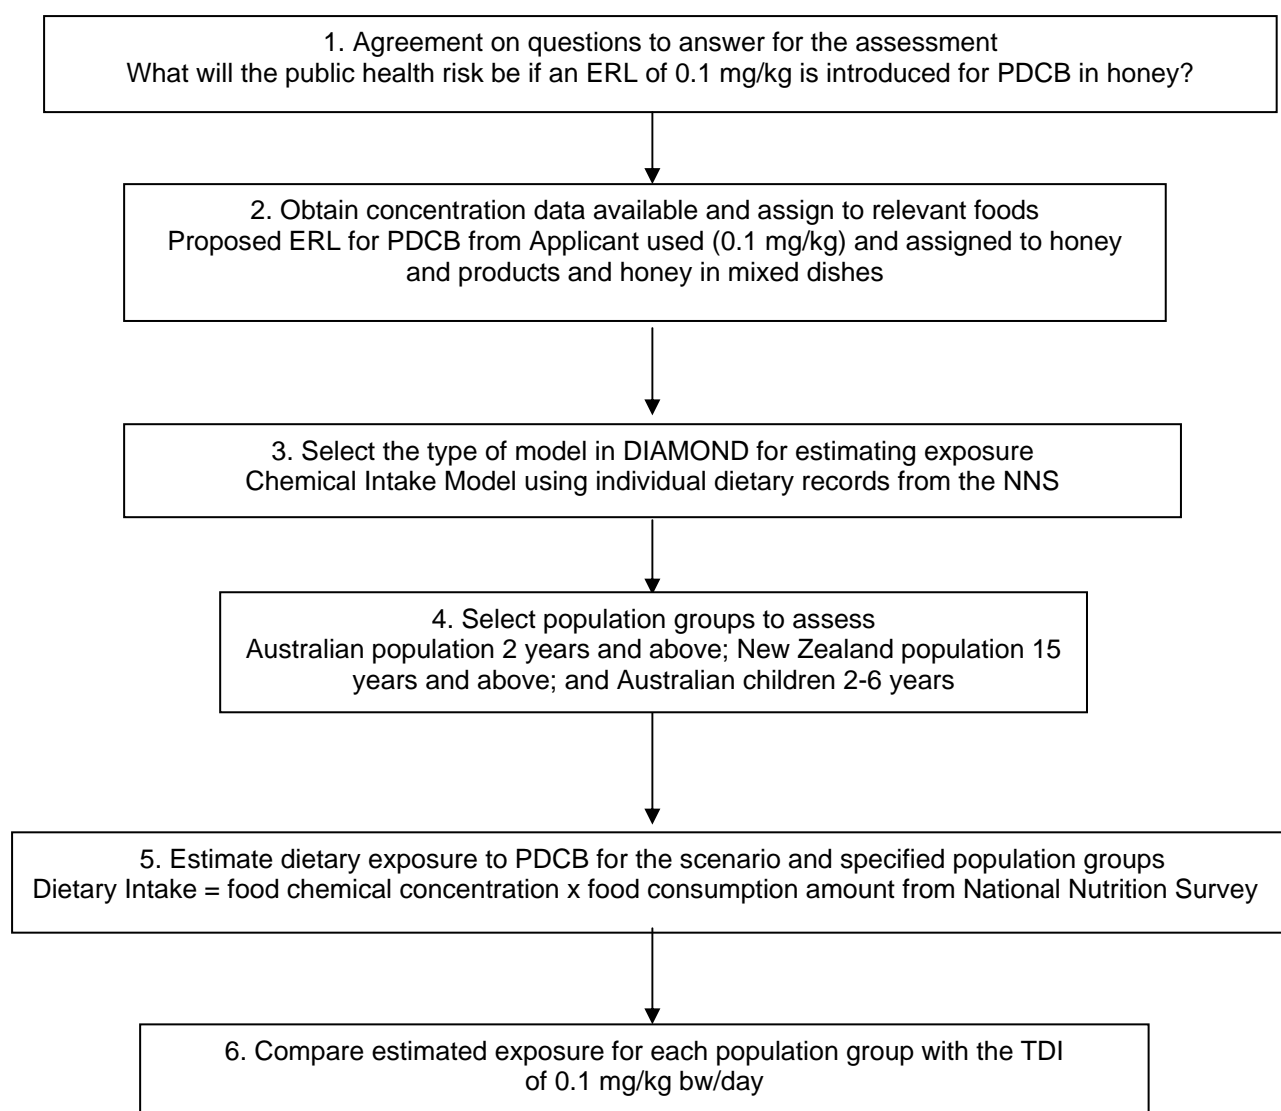 1. Agreement on questions to answer for the assessment
What will the public health risk be if an ERL of 0.1 mg/kg is introduced for PDCB in honey?
2. Obtain concentration data available and assign to relevant foods
Proposed ERL for PDCB from Applicant used (0.1 mg/kg) and assigned to honey
and products and honey in mixed dishes
3. Select the type of model in DIAMOND for estimating exposure
Chemical Intake Model using individual dietary records from the NNS
4. Select population groups to assess
Australian population 2 years and above; New Zealand population 15
years and above; and Australian children 2-6 years
5. Estimate dietary exposure to PDCB for the scenario and specified population groups
Dietary Intake = food chemical concentration x food consumption amount from National Nutrition Survey
6. Compare estimated exposure for each population group with the TDI
of 0.1 mg/kg bw/day